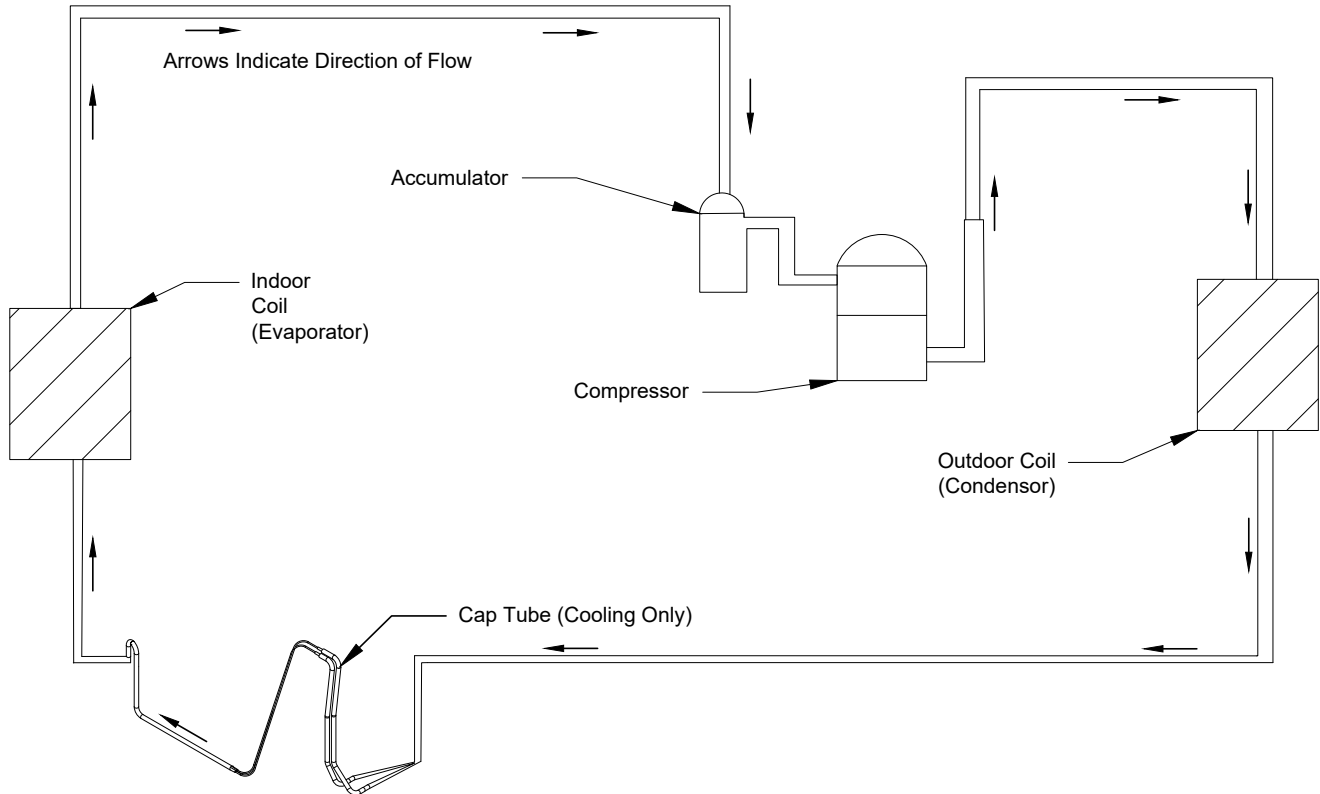 Arrows Indicate Direction of Flow
Accumulator
Indoor
Coil
(Evaporator)
Compressor
Outdoor Coil
(Condensor)
Cap Tube (Cooling Only)